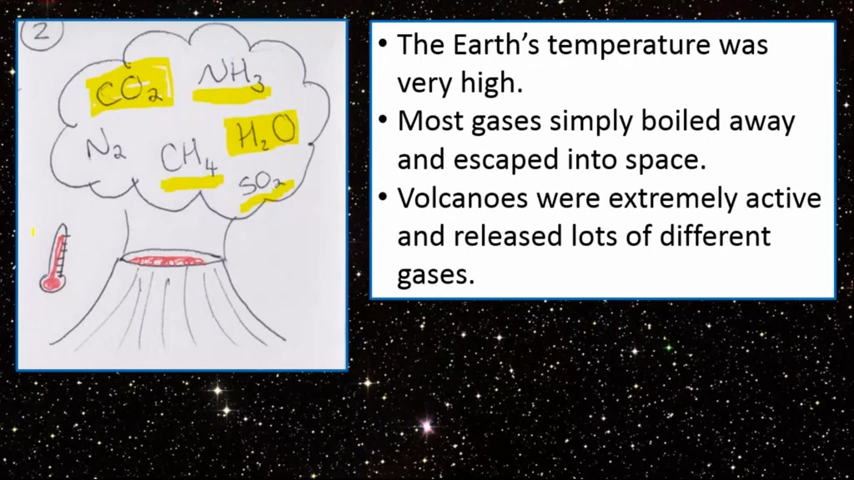 2
CO₂ NH₃
N₂ CH₄ H₂O
SO₂
• The Earth's temperature was
very high.
• Most gases simply boiled away
and escaped into space.
• Volcanoes were extremely active
and released lots of different
gases.